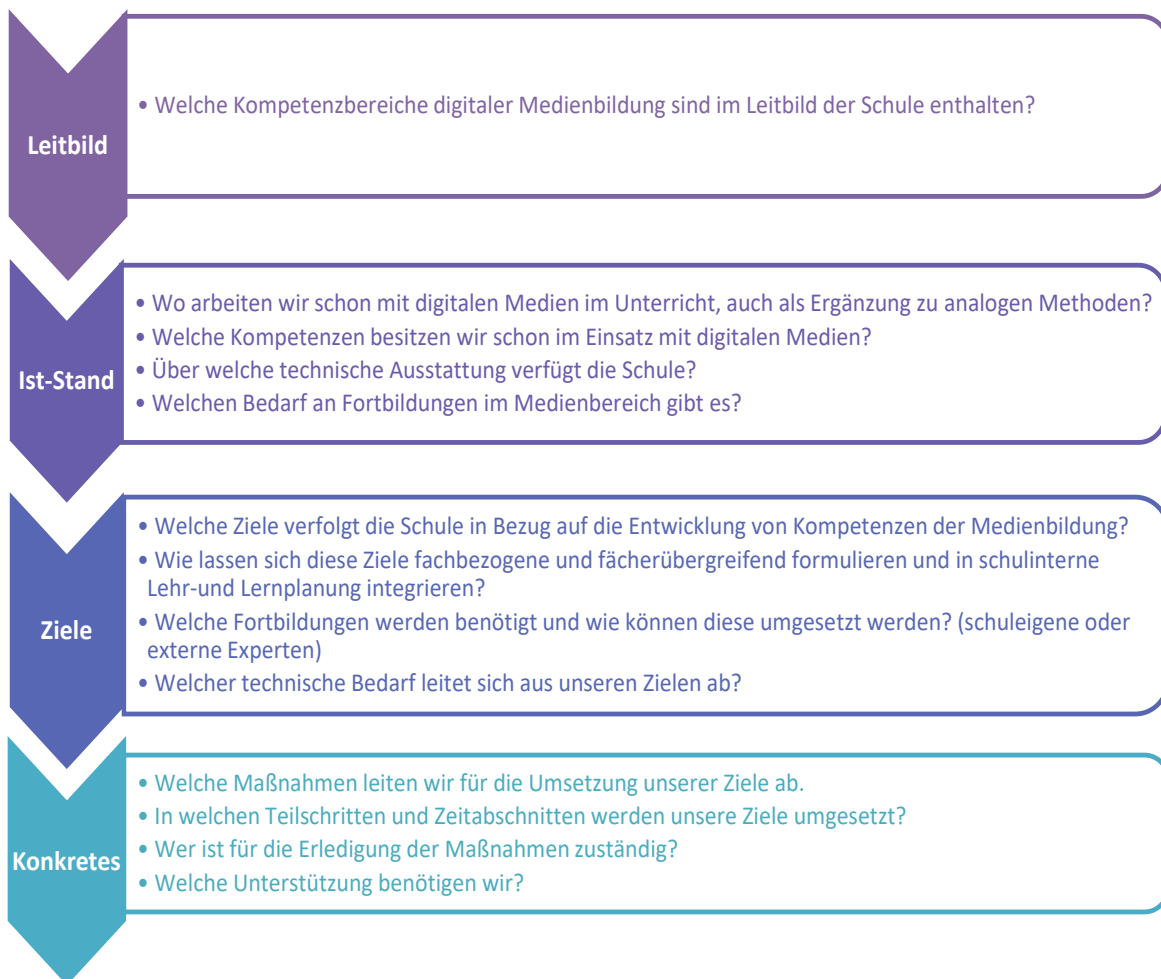 Leitbild
• Welche Kompetenzbereiche digitaler Medienbildung sind im Leitbild der Schule enthalten?
Ist-Stand
• Wo arbeiten wir schon mit digitalen Medien im Unterricht, auch als Ergänzung zu analogen Methoden?
• Welche Kompetenzen besitzen wir schon im Einsatz mit digitalen Medien?
• Über welche technische Ausstattung verfügt die Schule?
• Welchen Bedarf an Fortbildungen im Medienbereich gibt es?
Ziele
• Welche Ziele verfolgt die Schule in Bezug auf die Entwicklung von Kompetenzen der Medienbildung?
• Wie lassen sich diese Ziele fachbezogene und fächerübergreifend formulieren und in schulinterne
Lehr-und Lernplanung integrieren?
• Welche Fortbildungen werden benötigt und wie können diese umgesetzt werden? (schuleigene oder
externe Experten)
• Welcher technische Bedarf leitet sich aus unseren Zielen ab?
Konkretes
• Welche Maßnahmen leiten wir für die Umsetzung unserer Ziele ab.
• In welchen Teilschritten und Zeitabschnitten werden unsere Ziele umgesetzt?
• Wer ist für die Erledigung der Maßnahmen zuständig?
• Welche Unterstützung benötigen wir?